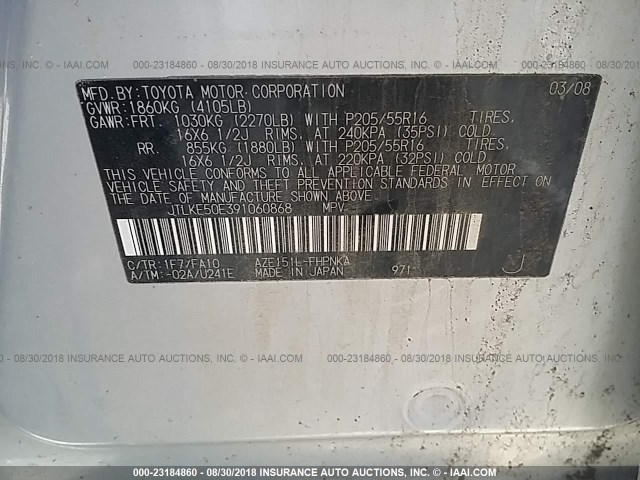 000-23184860 - 08/30/2018 INSURANCE AUTO AUCTIONS, INC. - © IAAI.COM
MFD.BY:TOYOTA MOTOR CORPORATION 03/08
GVWR:1860KG (4105LB)
GAWR:FRT 1030KG (2270LB) WITH P205/55R16 TIRES,
16X6 1/2J RIMS, AT 240KPA (35PSI) COLD.
RR 855KG (1880LB) WITH P205/55R16 TIRES,
16X6 1/2J RIMS, AT 220KPA (32PSI) COLD.
THIS VEHICLE CONFORMS TO ALL APPLICABLE FEDERAL MOTOR
VEHICLE SAFETY AND THEFT PREVENTION STANDARDS IN EFFECT ON
THE DATE OF MANUFACTURE SHOWN ABOVE.
JTLKE50E391060868 MPV
C/TR:1F7/FA10 AZE151L-FHPNKA
A/TM:-02A/U241E MADE IN JAPAN 971 J
000-23184860 - 08/30/2018 INSURANCE AUTO AUCTIONS, INC. - © IAAI.COM
000-23184860 - 08/30/2018 INSURANCE AUTO AUCTIONS, INC. - © IAAI.COM